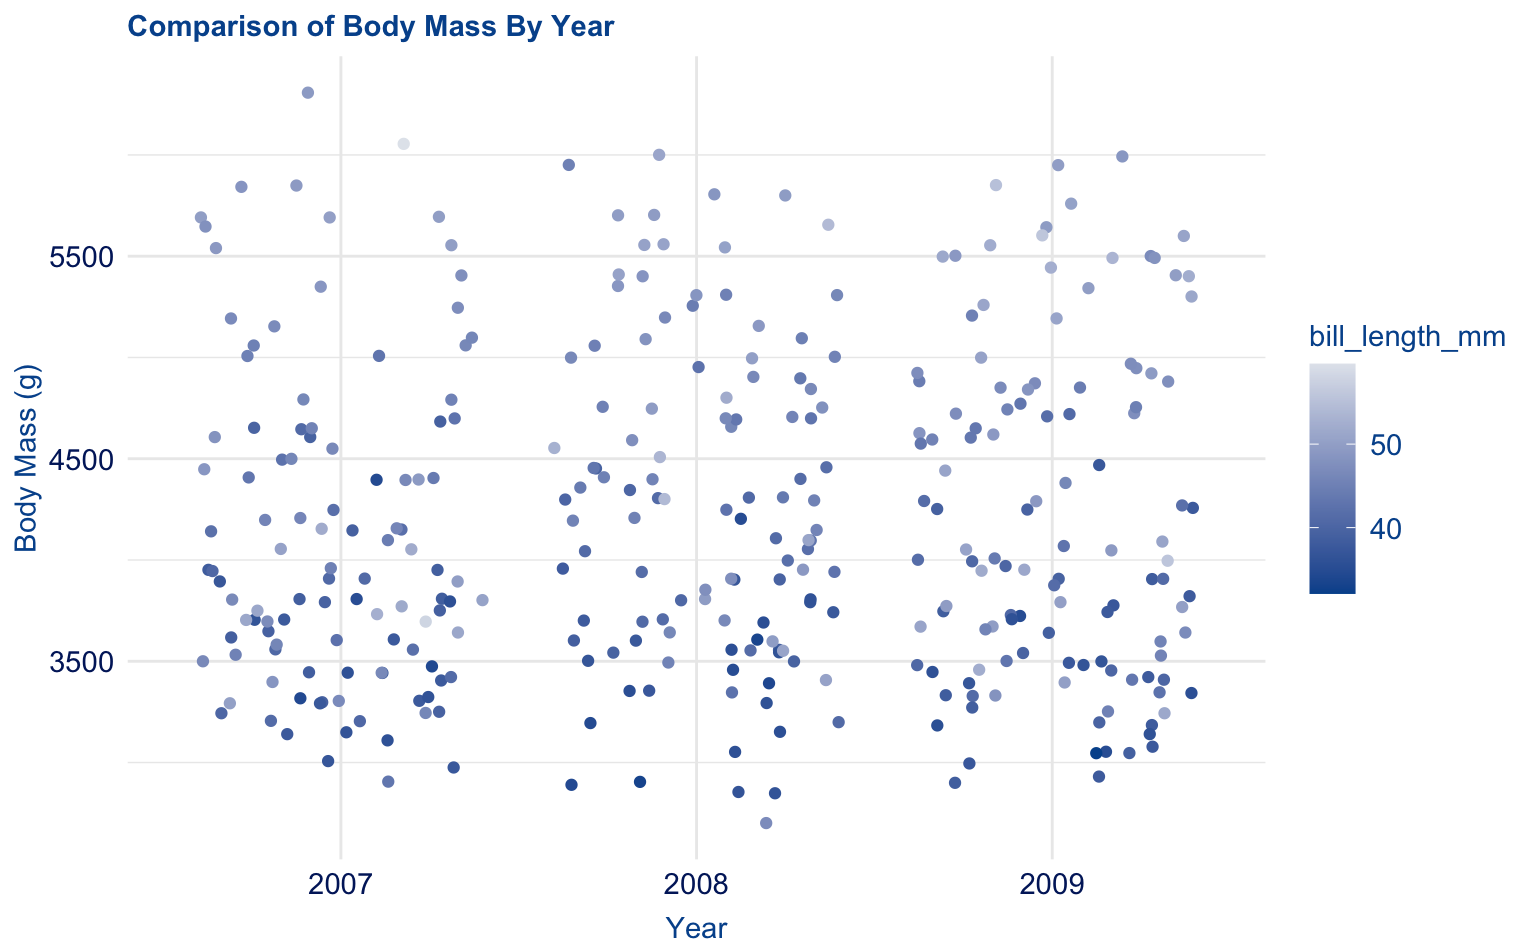 Comparison of Body Mass By Year
5500
4500
3500
Body Mass (g)
2007
2008
2009
Year
bill_length_mm
50
40